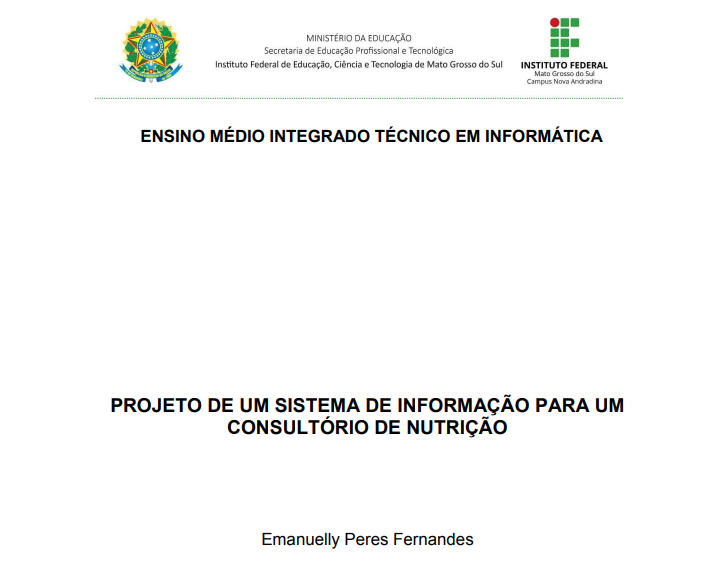 MINISTÉRIO DA EDUCAÇÃO
Secretaria de Educação Profissional e Tecnológica
Instituto Federal de Educação, Ciência e Tecnologia de Mato Grosso do Sul
INSTITUTO FEDERAL
Mato Grosso do Sul
Campus Nova Andradina
ENSINO MÉDIO INTEGRADO TÉCNICO EM INFORMÁTICA
PROJETO DE UM SISTEMA DE INFORMAÇÃO PARA UM
CONSULTÓRIO DE NUTRIÇÃO
Emanuelly Peres Fernandes